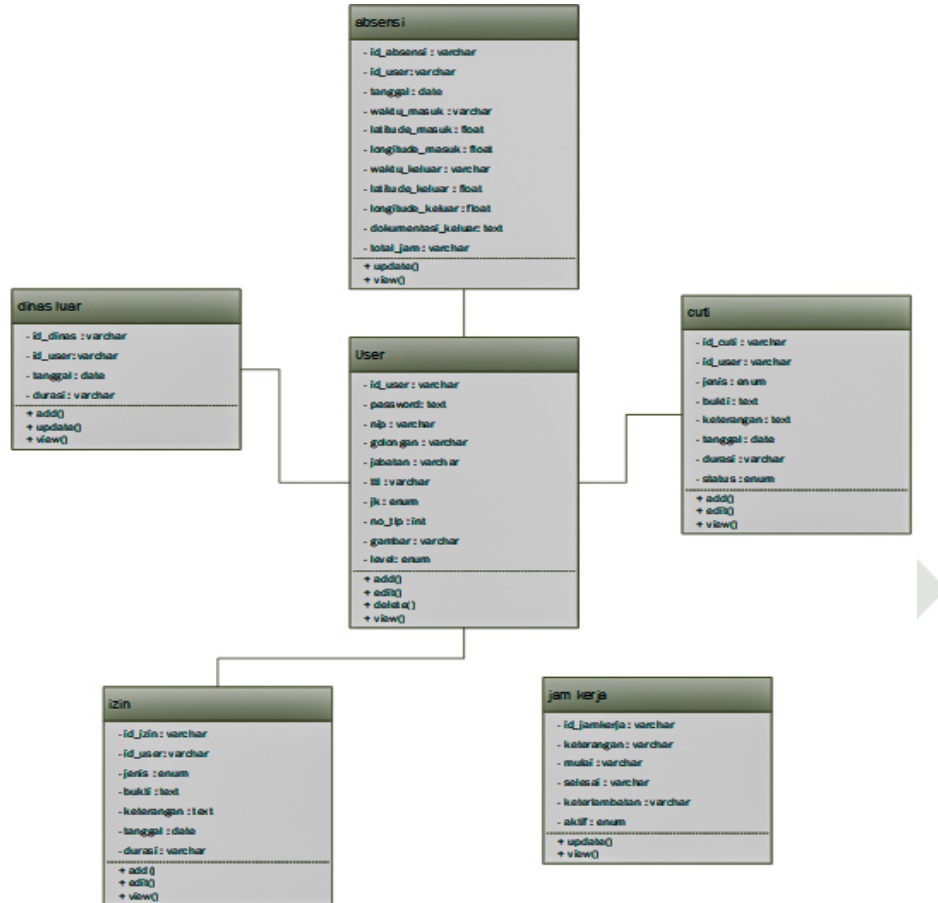 absensi
- id_absensi : varchar
- id_user: varchar
- tanggal : date
- waktu_masuk : varchar
- latitude_masuk : float
- longitude_masuk : float
- waktu_keluar : varchar
- latitude_keluar : float
- longitude_keluar : float
- dokumentasi_keluar: text
- total_jam : varchar
+ update()
+ view()
dinas luar
- id_dinas : varchar
- id_user: varchar
- tanggal : date
- durasi : varchar
+ add()
+ update()
+ view()
User
- id_user : varchar
- password: text
- nip : varchar
- golongan : varchar
- jabatan : varchar
- ttl : varchar
- jk : enum
- no_tlp : int
- gambar : varchar
- level: enum
+ add()
+ edit()
+ delete()
+ view()
cuti
- id_cuti : varchar
- id_user : varchar
- jenis : enum
- bukti : text
- keterangan : text
- tanggal : date
- durasi : varchar
- status : enum
+ add()
+ edit()
+ view()
izin
- id_izin : varchar
- id_user: varchar
- jenis : enum
- bukti : text
- keterangan : text
- tanggal : date
- durasi : varchar
+ add ()
+ edit()
+ view()
jam kerja
- id_jamkerja : varchar
- keterangan : varchar
- mulai : varchar
- selesai : varchar
- keterlambatan : varchar
- aktif : enum
+ update()
+ view()